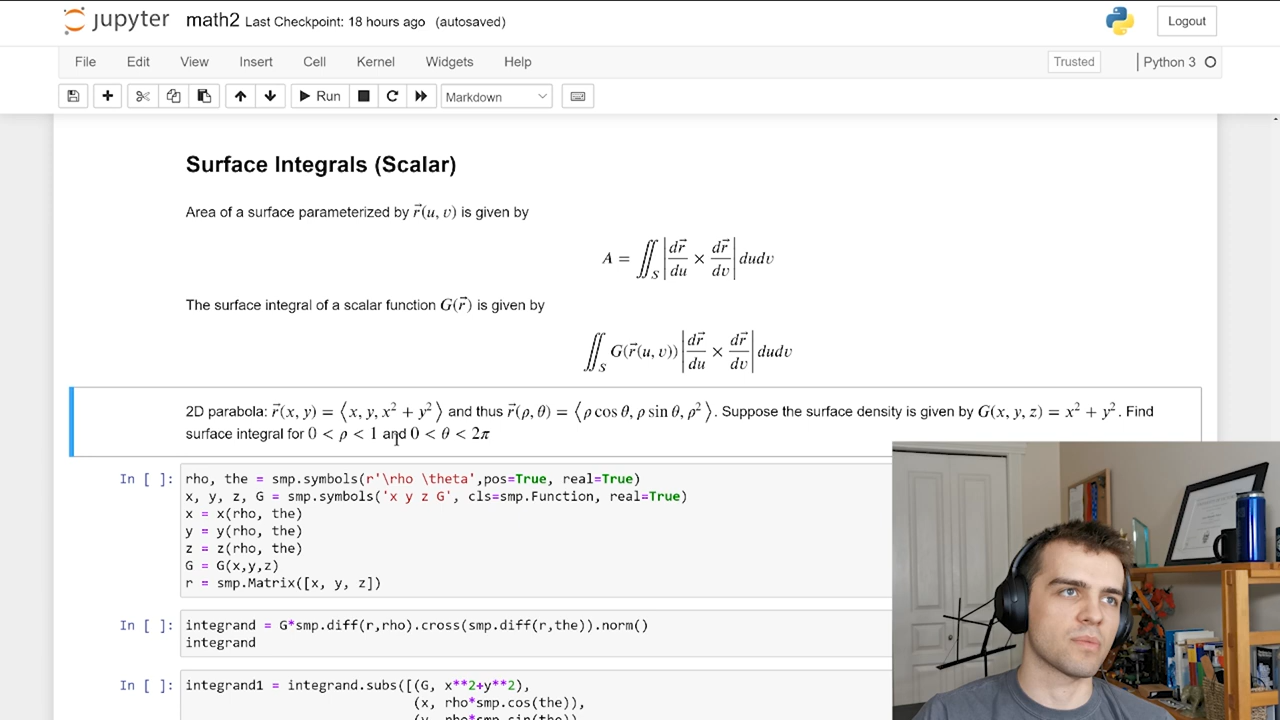 jupyter math2 Last Checkpoint: 18 hours ago (autosaved) Logout
File Edit View Insert Cell Kernel Widgets Help Trusted Python 3
Run Markdown
Surface Integrals (Scalar)
Area of a surface parameterized by r⃗(u, v) is given by
A = ∬_S |dr⃗/du × dr⃗/dv| dudv
The surface integral of a scalar function G(r⃗) is given by
∬_S G(r⃗(u, v)) |dr⃗/du × dr⃗/dv| dudv
2D parabola: r⃗(x, y) = ⟨x, y, x² + y²⟩ and thus r⃗(ρ, θ) = ⟨ρ cos θ, ρ sin θ, ρ²⟩. Suppose the surface density is given by G(x, y, z) = x² + y². Find
surface integral for 0 < ρ < 1 and 0 < θ < 2π
In [ ]: rho, the = smp.symbols(r'\rho \theta',pos=True, real=True)
x, y, z, G = smp.symbols('x y z G', cls=smp.Function, real=True)
x = x(rho, the)
y = y(rho, the)
z = z(rho, the)
G = G(x,y,z)
r = smp.Matrix([x, y, z])
In [ ]: integrand = G*smp.diff(r,rho).cross(smp.diff(r,the)).norm()
integrand
In [ ]: integrand1 = integrand.subs([(G, x**2+y**2),
(x, rho*smp.cos(the)),
(y, rho*smp.sin(the)),